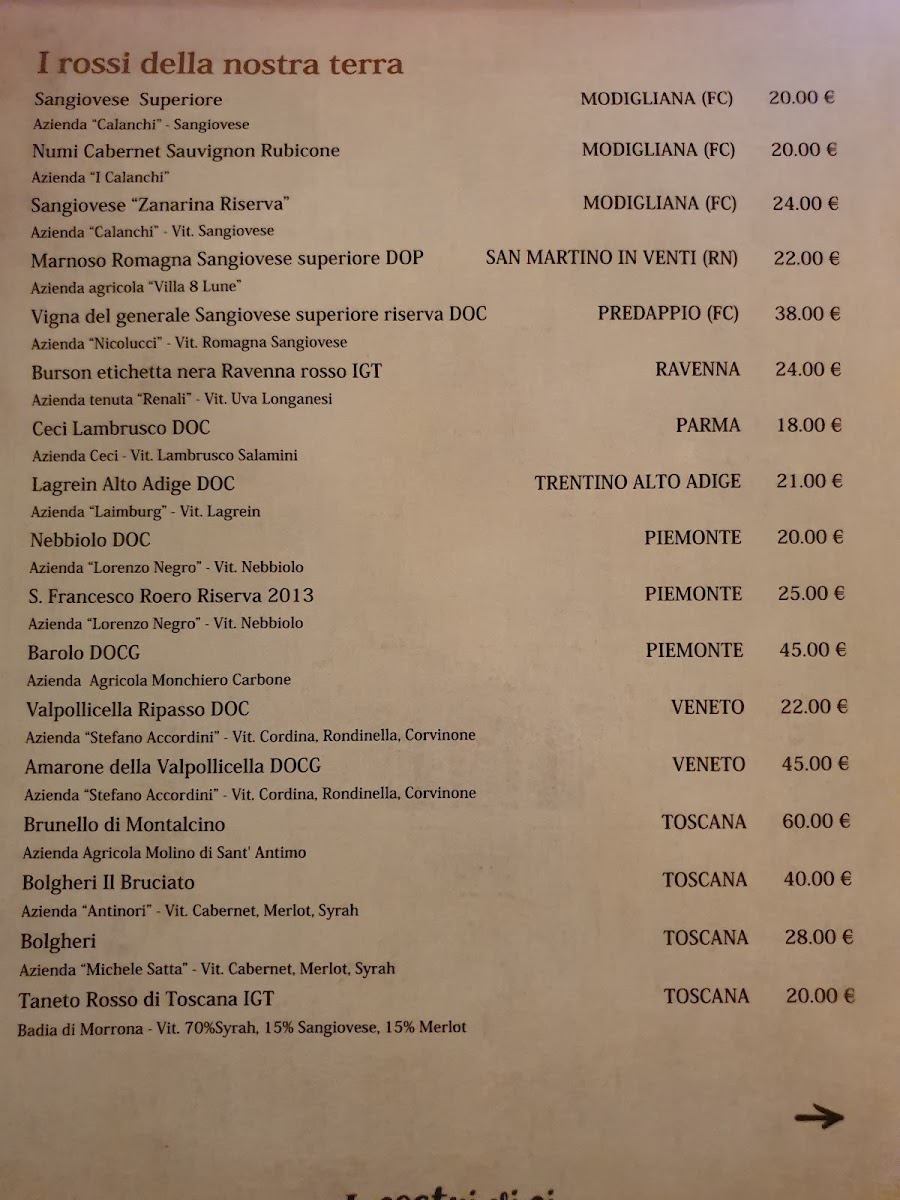 I rossi della nostra terra
Sangiovese Superiore MODIGLIANA (FC) 20.00 €
Azienda "Calanchi" - Sangiovese
Numi Cabernet Sauvignon Rubicone MODIGLIANA (FC) 20.00 €
Azienda "I Calanchi"
Sangiovese "Zanarina Riserva" MODIGLIANA (FC) 24.00 €
Azienda "Calanchi" - Vit. Sangiovese
Marnoso Romagna Sangiovese superiore DOP SAN MARTINO IN VENTI (RN) 22.00 €
Azienda agricola "Villa 8 Lune"
Vigna del generale Sangiovese superiore riserva DOC PREDAPPIO (FC) 38.00 €
Azienda "Nicolucci" - Vit. Romagna Sangiovese
Burson etichetta nera Ravenna rosso IGT RAVENNA 24.00 €
Azienda tenuta "Renali" - Vit. Uva Longanesi
Ceci Lambrusco DOC PARMA 18.00 €
Azienda Ceci - Vit. Lambrusco Salamini
Lagrein Alto Adige DOC TRENTINO ALTO ADIGE 21.00 €
Azienda "Laimburg" - Vit. Lagrein
Nebbiolo DOC PIEMONTE 20.00 €
Azienda "Lorenzo Negro" - Vit. Nebbiolo
S. Francesco Roero Riserva 2013 PIEMONTE 25.00 €
Azienda "Lorenzo Negro" - Vit. Nebbiolo
Barolo DOCG PIEMONTE 45.00 €
Azienda Agricola Monchiero Carbone
Valpollicella Ripasso DOC VENETO 22.00 €
Azienda "Stefano Accordini" - Vit. Cordina, Rondinella, Corvinone
Amarone della Valpollicella DOCG VENETO 45.00 €
Azienda "Stefano Accordini" - Vit. Cordina, Rondinella, Corvinone
Brunello di Montalcino TOSCANA 60.00 €
Azienda Agricola Molino di Sant' Antimo
Bolgheri Il Bruciato TOSCANA 40.00 €
Azienda "Antinori" - Vit. Cabernet, Merlot, Syrah
Bolgheri TOSCANA 28.00 €
Azienda "Michele Satta" - Vit. Cabernet, Merlot, Syrah
Taneto Rosso di Toscana IGT TOSCANA 20.00 €
Badia di Morrona - Vit. 70%Syrah, 15% Sangiovese, 15% Merlot